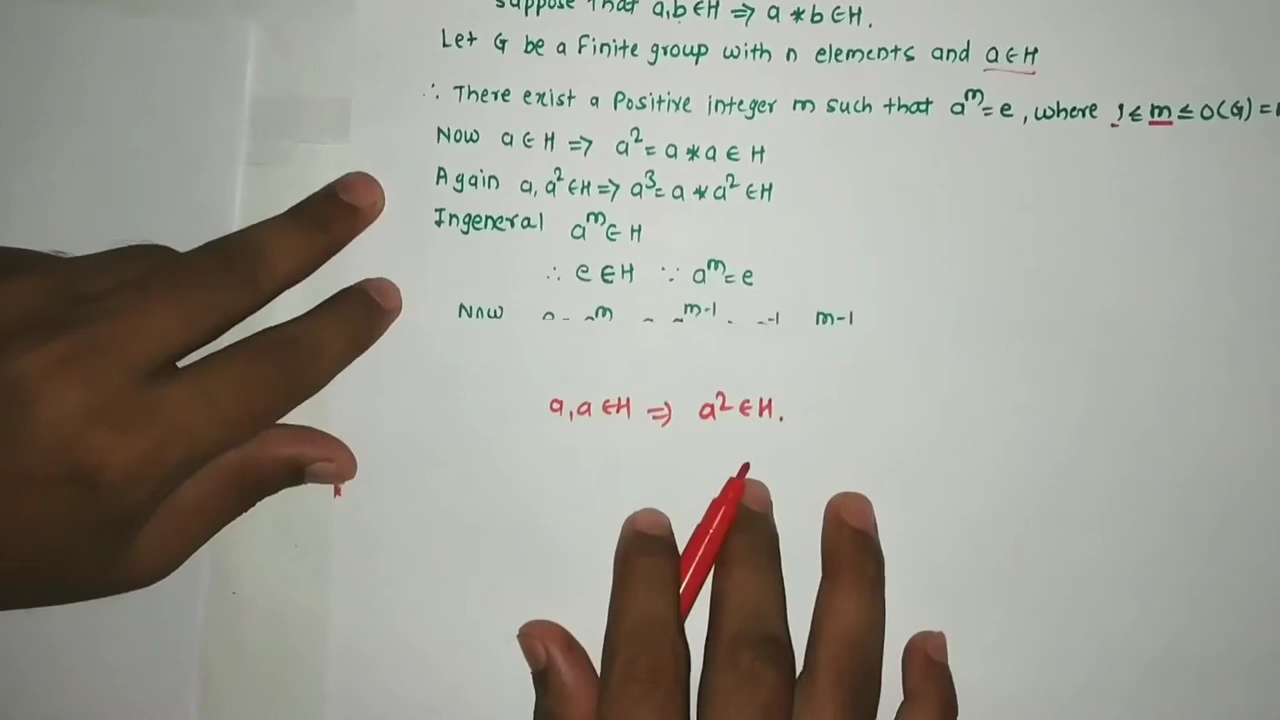 suppose that a,b∈H ⇒ a*b∈H.
Let G be a Finite group with n elements and a∈H
∴ There exist a Positive integer m such that a^m=e, where 1≤m≤O(G)=
Now a∈H ⇒ a²=a*a∈H
Again a,a²∈H⇒a³=a*a²∈H
Ingeneral a^m∈H
∴ e∈H ∵ a^m=e
Now
a,a∈H ⇒ a²∈H.